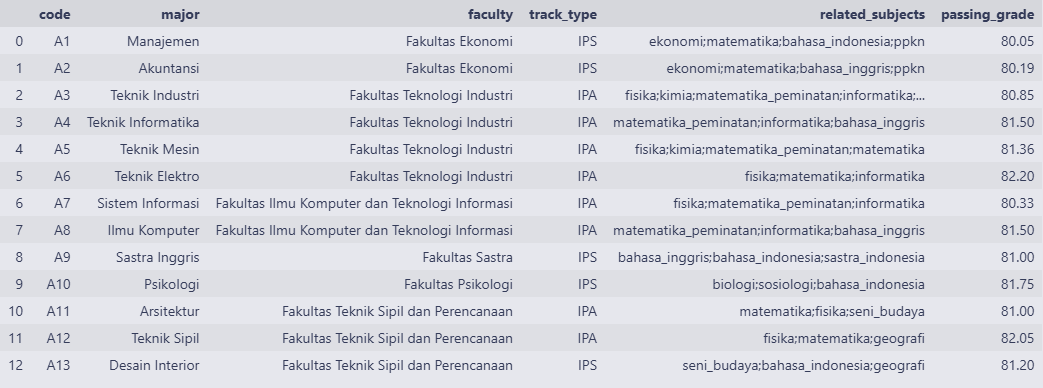 code major faculty track_type related_subjects passing_grade
0 A1 Manajemen Fakultas Ekonomi IPS ekonomi;matematika;bahasa_indonesia;ppkn 80.05
1 A2 Akuntansi Fakultas Ekonomi IPS ekonomi;matematika;bahasa_inggris;ppkn 80.19
2 A3 Teknik Industri Fakultas Teknologi Industri IPA fisika;kimia;matematika_peminatan;informatika;... 80.85
3 A4 Teknik Informatika Fakultas Teknologi Industri IPA matematika_peminatan;informatika;bahasa_inggris 81.50
4 A5 Teknik Mesin Fakultas Teknologi Industri IPA fisika;kimia;matematika_peminatan;matematika 81.36
5 A6 Teknik Elektro Fakultas Teknologi Industri IPA fisika;matematika;informatika 82.20
6 A7 Sistem Informasi Fakultas Ilmu Komputer dan Teknologi Informasi IPA fisika;matematika_peminatan;informatika 80.33
7 A8 Ilmu Komputer Fakultas Ilmu Komputer dan Teknologi Informasi IPA matematika_peminatan;informatika;bahasa_inggris 81.50
8 A9 Sastra Inggris Fakultas Sastra IPS bahasa_inggris;bahasa_indonesia;sastra_indonesia 81.00
9 A10 Psikologi Fakultas Psikologi IPS biologi;sosiologi;bahasa_indonesia 81.75
10 A11 Arsitektur Fakultas Teknik Sipil dan Perencanaan IPA matematika;fisika;seni_budaya 81.00
11 A12 Teknik Sipil Fakultas Teknik Sipil dan Perencanaan IPA fisika;matematika;geografi 82.05
12 A13 Desain Interior Fakultas Teknik Sipil dan Perencanaan IPS seni_budaya;bahasa_indonesia;geografi 81.20